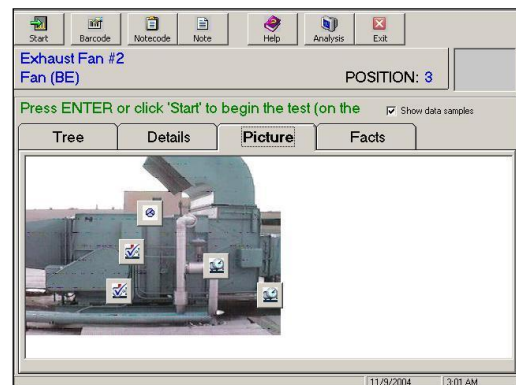 Start Barcode Notecode Note Help Analysis Exit
Exhaust Fan #2
Fan (BE) POSITION: 3
Press ENTER or click 'Start' to begin the test (on the Show data samples
Tree Details Picture Facts
11/9/2004 3:01 AM